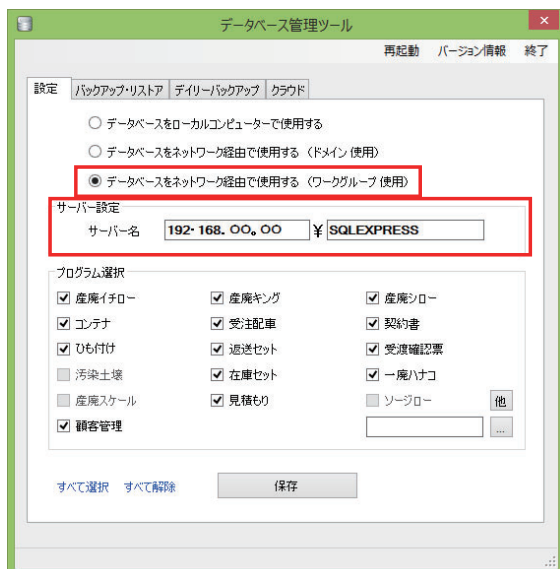 データベース管理ツール
再起動 バージョン情報 終了
設定 バックアップ・リストア デイリーバックアップ クラウド
データベースをローカルコンピューターで使用する
データベースをネットワーク経由で使用する (ドメイン使用)
データベースをネットワーク経由で使用する (ワークグループ使用)
サーバー設定
サーバー名 192・168. 〇〇。〇〇 ¥ SQLEXPRESS
プログラム選択
産廃イチロー 産廃キング 産廃シロー
コンテナ 受注配車 契約書
ひも付け 返送セット 受渡確認票
汚染土壌 在庫セット 一廃ハナコ
産廃スケール 見積もり ソージロー 他
顧客管理 ...
すべて選択 すべて解除 保存